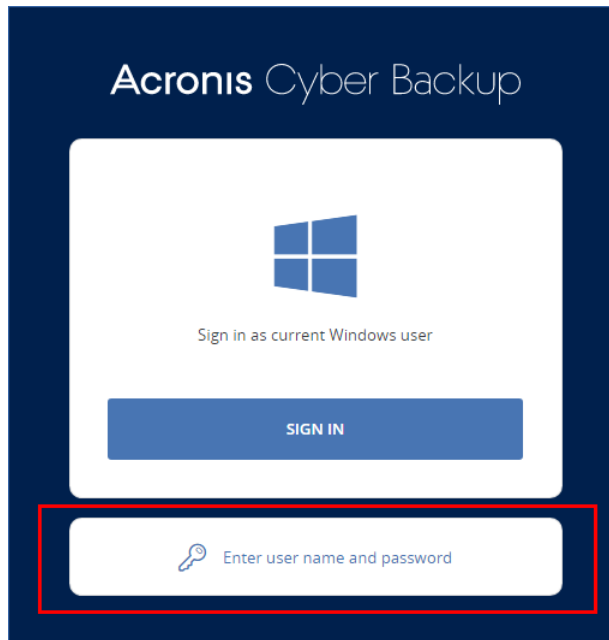 Acronis Cyber Backup
Sign in as current Windows user
SIGN IN
Enter user name and password